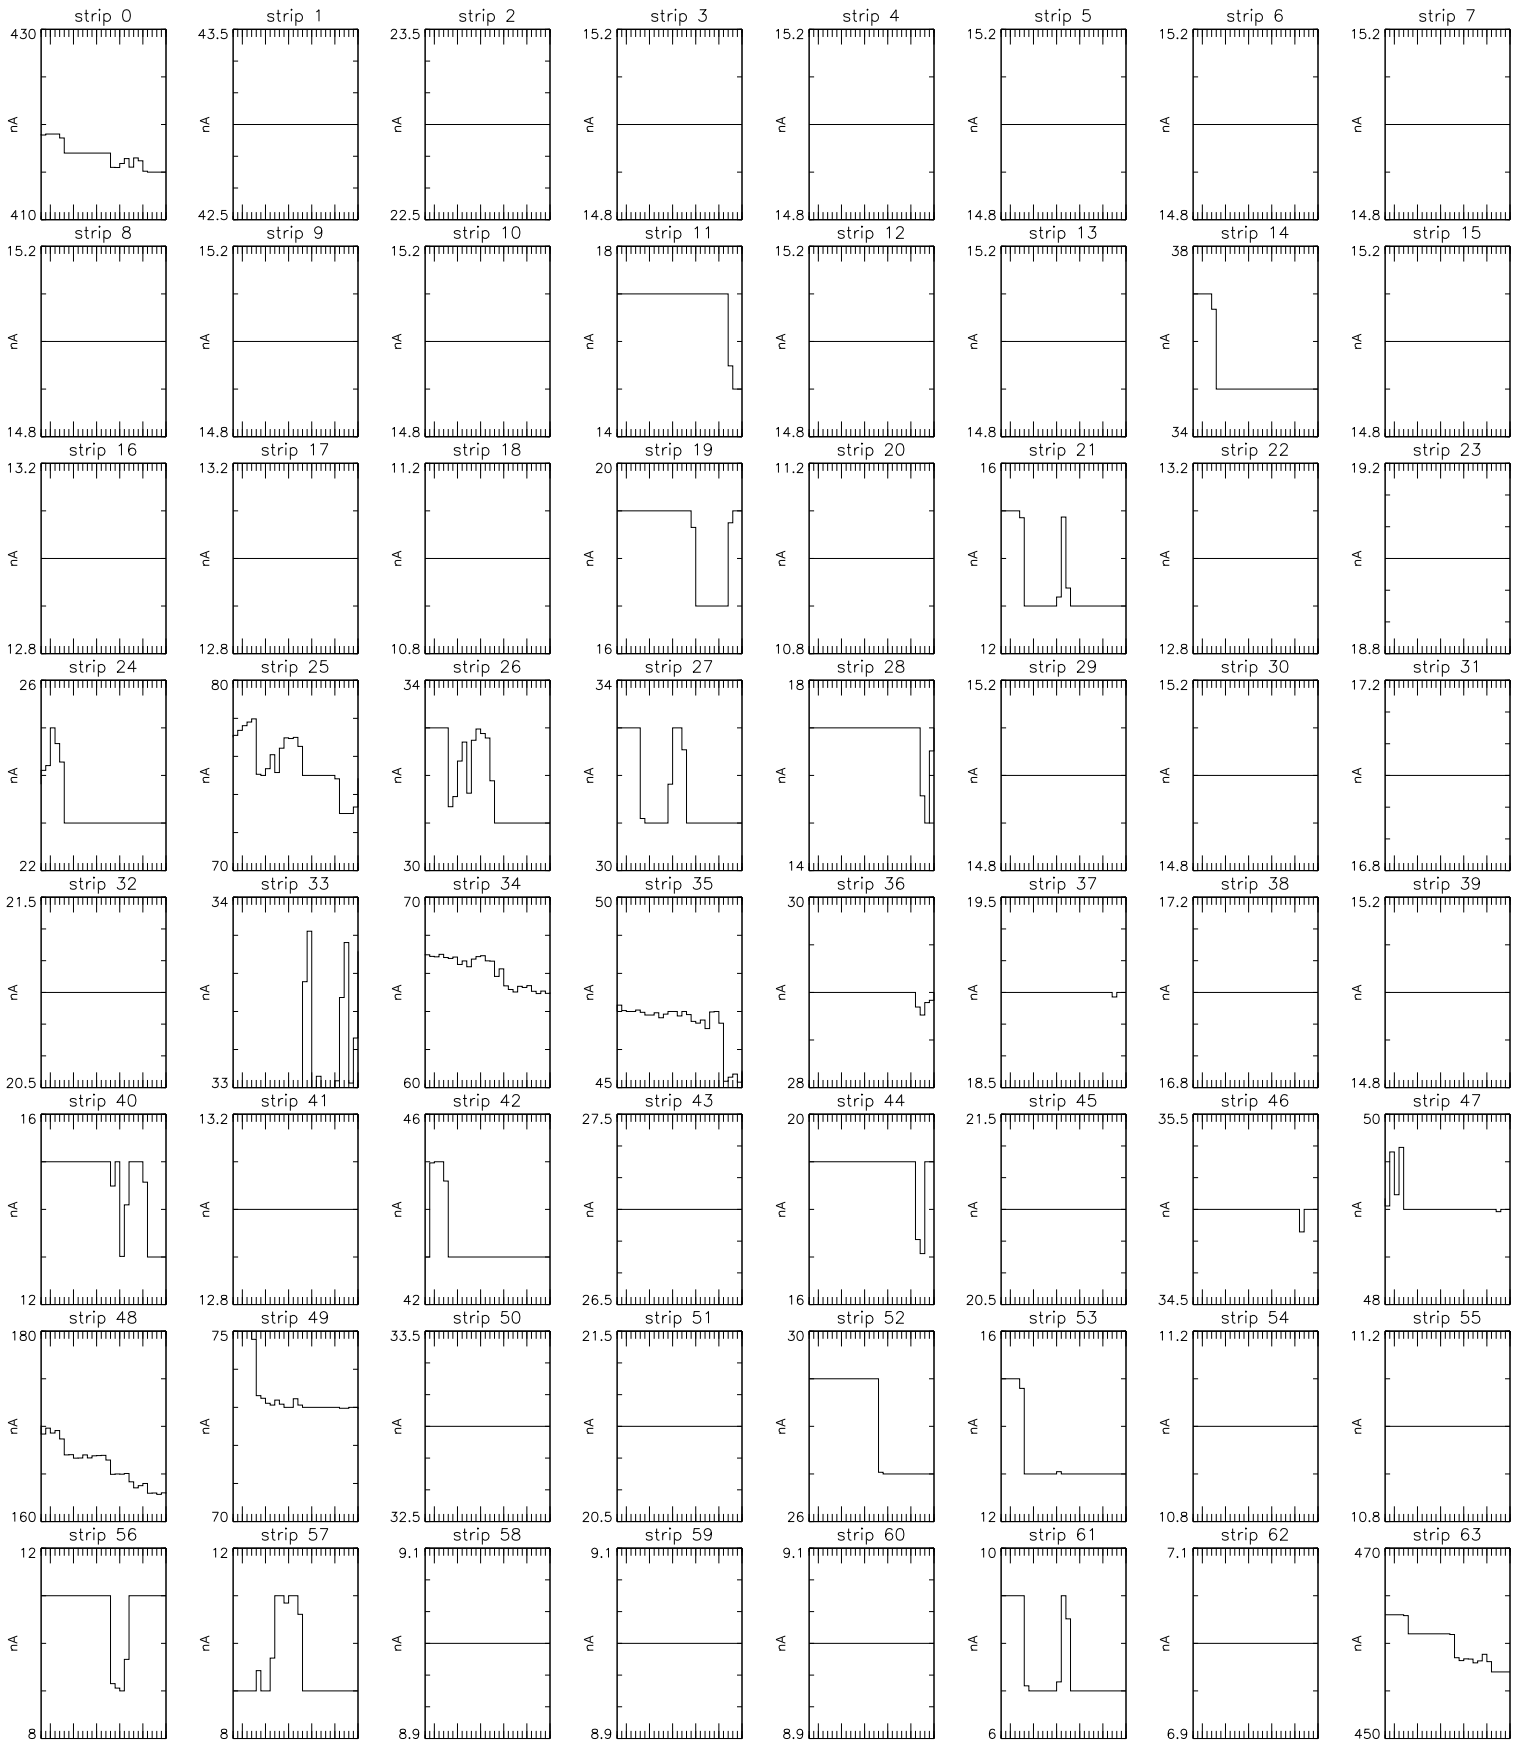 strip 0 strip 1 strip 2 strip 3 strip 4 strip 5 strip 6 strip 7
430 43.5 23.5 15.2 15.2 15.2 15.2 15.2
nA nA nA nA nA nA nA nA
410 42.5 22.5 14.8 14.8 14.8 14.8 14.8
strip 8 strip 9 strip 10 strip 11 strip 12 strip 13 strip 14 strip 15
15.2 15.2 15.2 18 15.2 15.2 38 15.2
nA nA nA nA nA nA nA nA
14.8 14.8 14.8 14 14.8 14.8 34 14.8
strip 16 strip 17 strip 18 strip 19 strip 20 strip 21 strip 22 strip 23
13.2 13.2 11.2 20 11.2 16 13.2 19.2
nA nA nA nA nA nA nA nA
12.8 12.8 10.8 16 10.8 12 12.8 18.8
strip 24 strip 25 strip 26 strip 27 strip 28 strip 29 strip 30 strip 31
26 80 34 34 18 15.2 15.2 17.2
nA nA nA nA nA nA nA nA
22 70 30 30 14 14.8 14.8 16.8
strip 32 strip 33 strip 34 strip 35 strip 36 strip 37 strip 38 strip 39
21.5 34 70 50 30 19.5 17.2 15.2
nA nA nA nA nA nA nA nA
20.5 33 60 45 28 18.5 16.8 14.8
strip 40 strip 41 strip 42 strip 43 strip 44 strip 45 strip 46 strip 47
16 13.2 46 27.5 20 21.5 35.5 50
nA nA nA nA nA nA nA nA
12 12.8 42 26.5 16 20.5 34.5 48
strip 48 strip 49 strip 50 strip 51 strip 52 strip 53 strip 54 strip 55
180 75 33.5 21.5 30 16 11.2 11.2
nA nA nA nA nA nA nA nA
160 70 32.5 20.5 26 12 10.8 10.8
strip 56 strip 57 strip 58 strip 59 strip 60 strip 61 strip 62 strip 63
12 12 9.1 9.1 9.1 10 7.1 470
nA nA nA nA nA nA nA nA
8 8 8.9 8.9 8.9 6 6.9 450